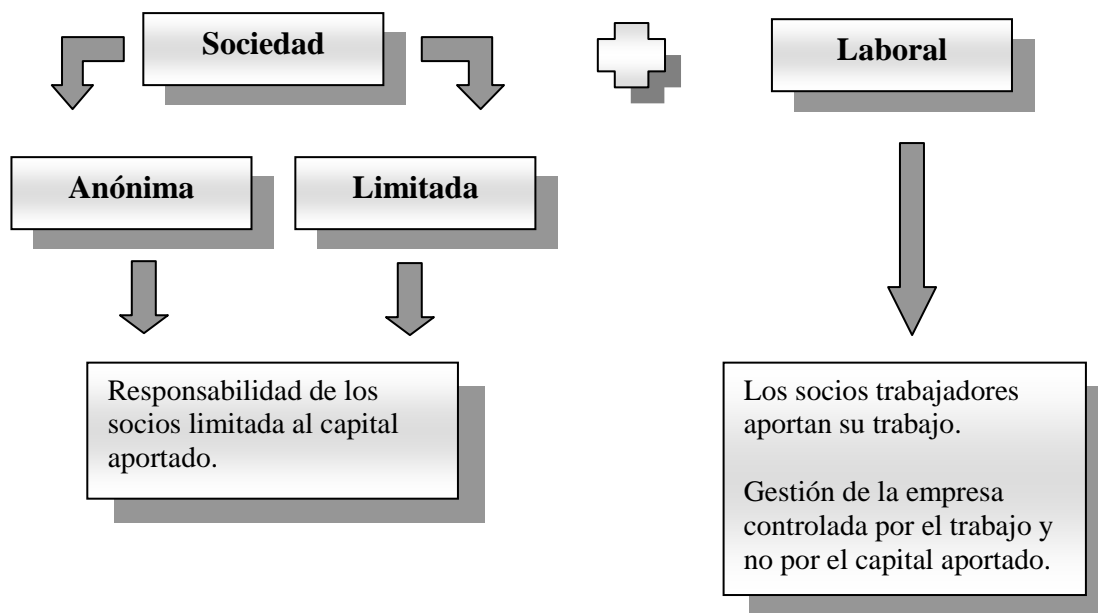 Sociedad
Laboral
Anónima
Limitada
Responsabilidad de los
socios limitada al capital
aportado.
Los socios trabajadores
aportan su trabajo.
Gestión de la empresa
controlada por el trabajo y
no por el capital aportado.